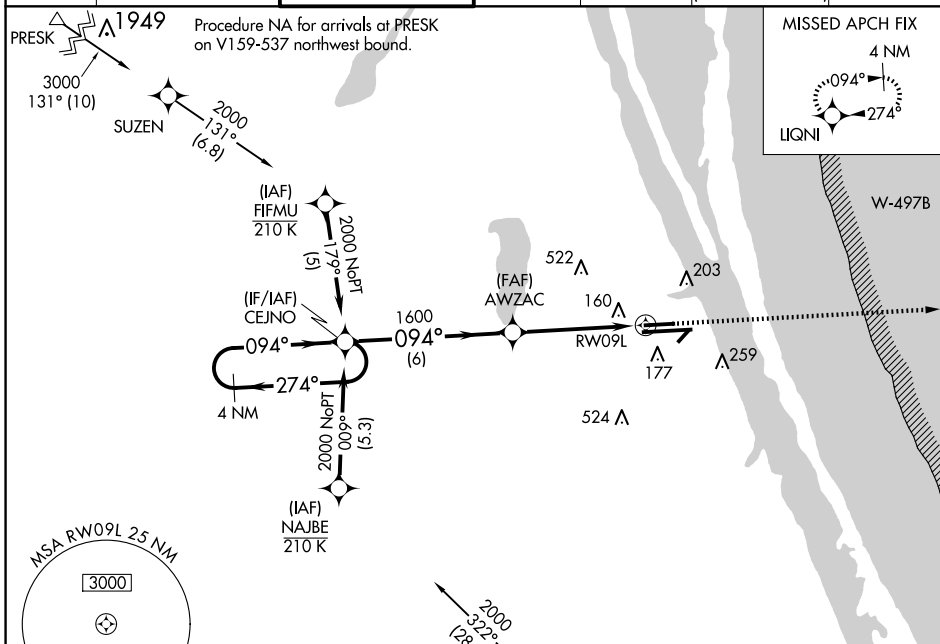 PRESK
1949
3000
131° (10)
Procedure NA for arrivals at PRESK
on V159-537 northwest bound.
MISSED APCH FIX
4 NM
094°
274°
LIQNI
SUZEN
2000
131°
(6.8)
W-497B
(IAF)
FIFMU
210 K
2000 NoPT
179°
(5)
(IF/IAF)
CEJNO
094°
274°
4 NM
1600
094°
(6)
(FAF)
AWZAC
522
160
203
RW09L
177
259
524
2000 NoPT
009°
(5.3)
(IAF)
NAJBE
210 K
MSA RW09L 25 NM
3000
2000
322°